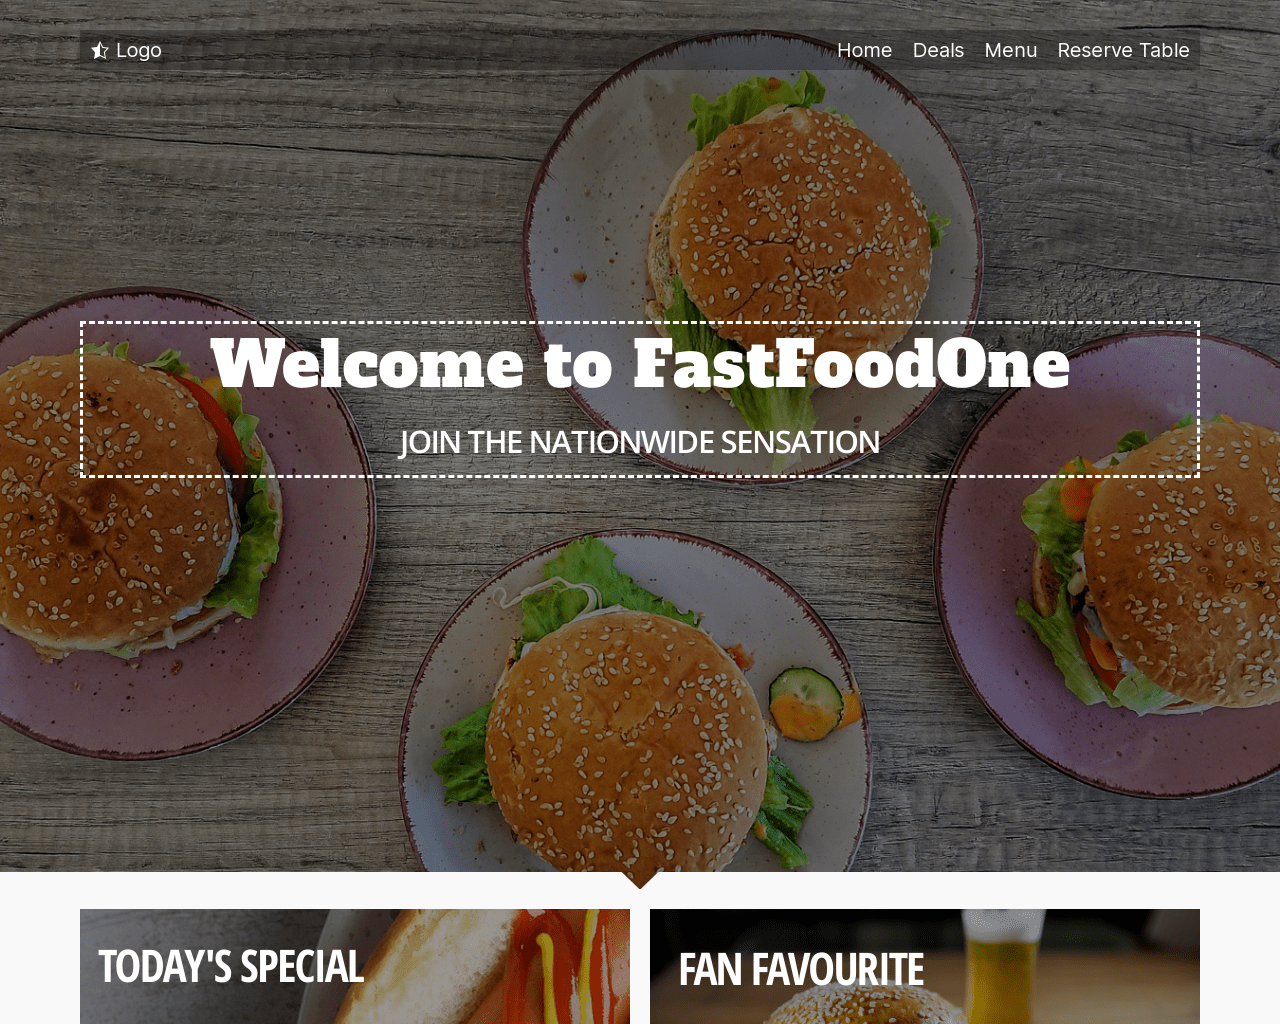 Logo
Home Deals Menu Reserve Table
Welcome to FastFoodOne
JOIN THE NATIONWIDE SENSATION
TODAY'S SPECIAL
FAN FAVOURITE